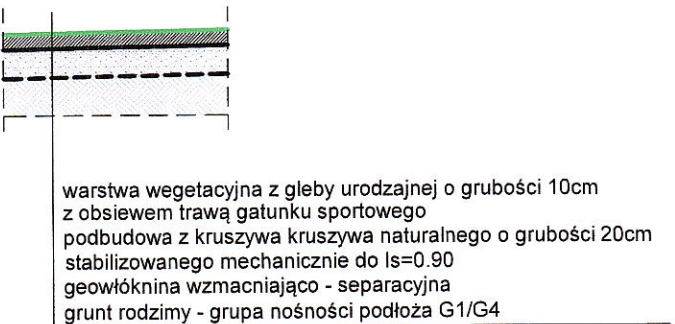 warstwa wegetacyjna z gleby urodzajnej o grubości 10cm
z obsiewem trawą gatunku sportowego
podbudowa z kruszywa kruszywa naturalnego o grubości 20cm
stabilizowanego mechanicznie do Is=0.90
geowłóknina wzmacniająco - separacyjna
grunt rodzimy - grupa nośności podłoża G1/G4